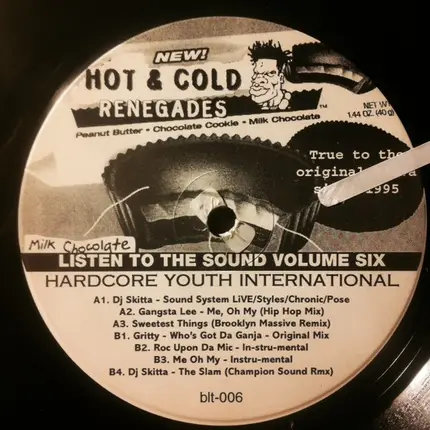 NEW!
HOT & COLD
RENEGADES
TM
Peanut Butter • Chocolate Cookie • Milk Chocolate
NET W
1.44 OZ. (40g)
True to the
original
1995
Milk Chocolate
LISTEN TO THE SOUND VOLUME SIX
HARDCORE YOUTH INTERNATIONAL
A1. Dj Skitta - Sound System LiVE/Styles/Chronic/Pose
A2. Gangsta Lee - Me, Oh My (Hip Hop Mix)
A3. Sweetest Things (Brooklyn Massive Remix)
B1. Gritty - Who's Got Da Ganja - Original Mix
B2. Roc Upon Da Mic - In-stru-mental
B3. Me Oh My - Instru-mental
B4. Dj Skitta - The Slam (Champion Sound Rmx)
blt-006